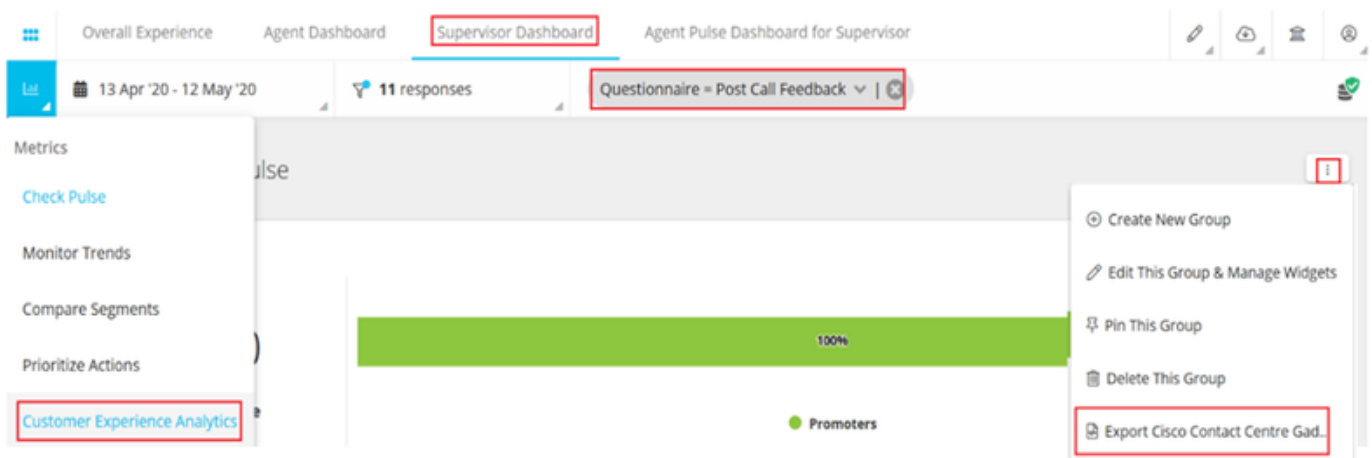 Overall Experience Agent Dashboard Supervisor Dashboard Agent Pulse Dashboard for Supervisor
13 Apr '20 - 12 May '20 11 responses Questionnaire = Post Call Feedback |
Metrics
ulse
Check Pulse
Create New Group
Monitor Trends
Edit This Group & Manage Widgets
Compare Segments
Pin This Group
100%
)
Prioritize Actions
Delete This Group
Customer Experience Analytics
e
Promoters
Export Cisco Contact Centre Gad..